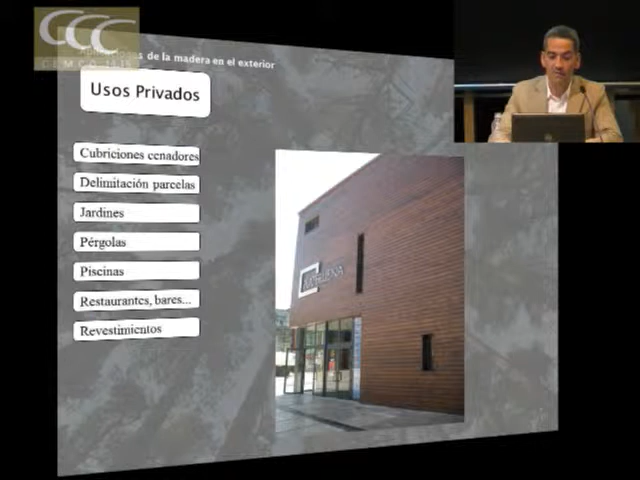 CCC
CEMCO
de la madera en el exterior
Usos Privados
Cubriciones cenadores
Delimitación parcelas
Jardines
Pérgolas
Piscinas
Restaurantes, bares...
Revestimientos